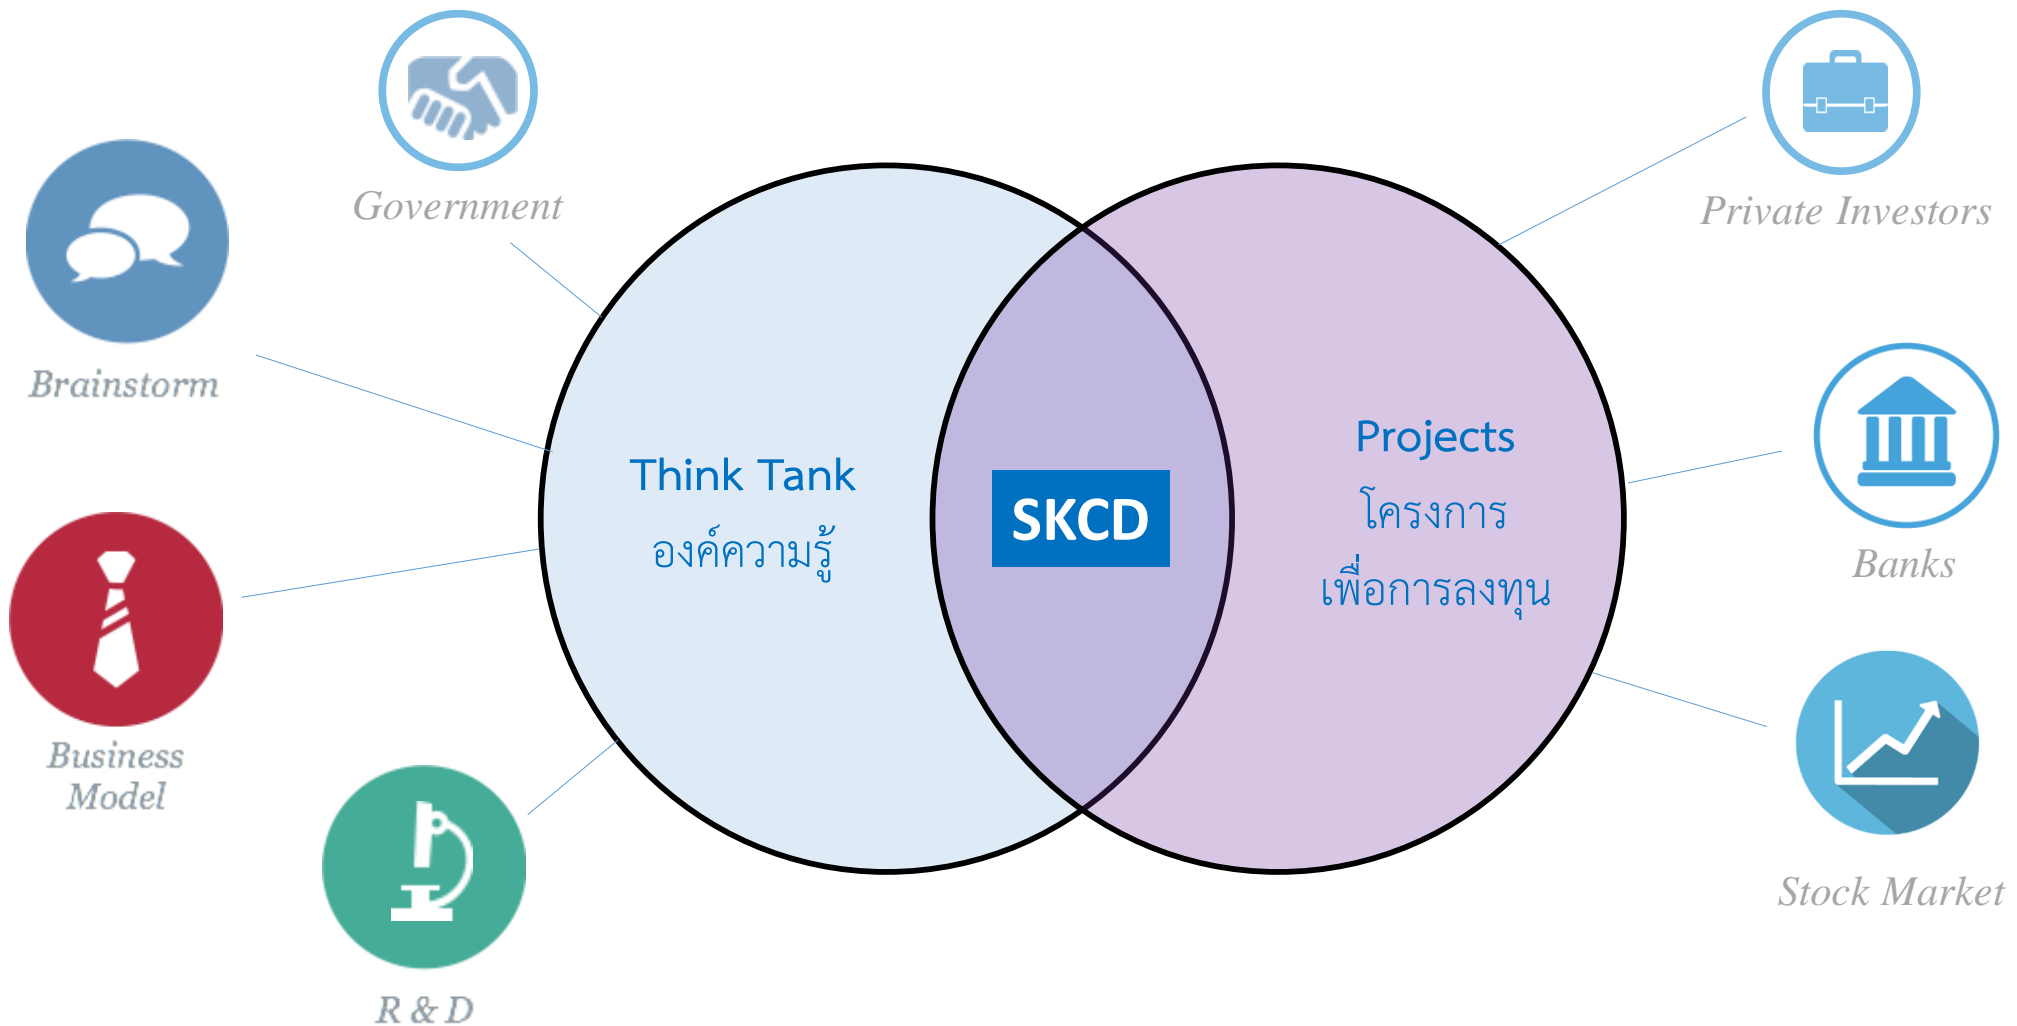 Government
Brainstorm
Business
Model
R & D
Think Tank
องค์ความรู้
SKCD
Projects
โครงการ
เพื่อการลงทุน
Private Investors
Banks
Stock Market